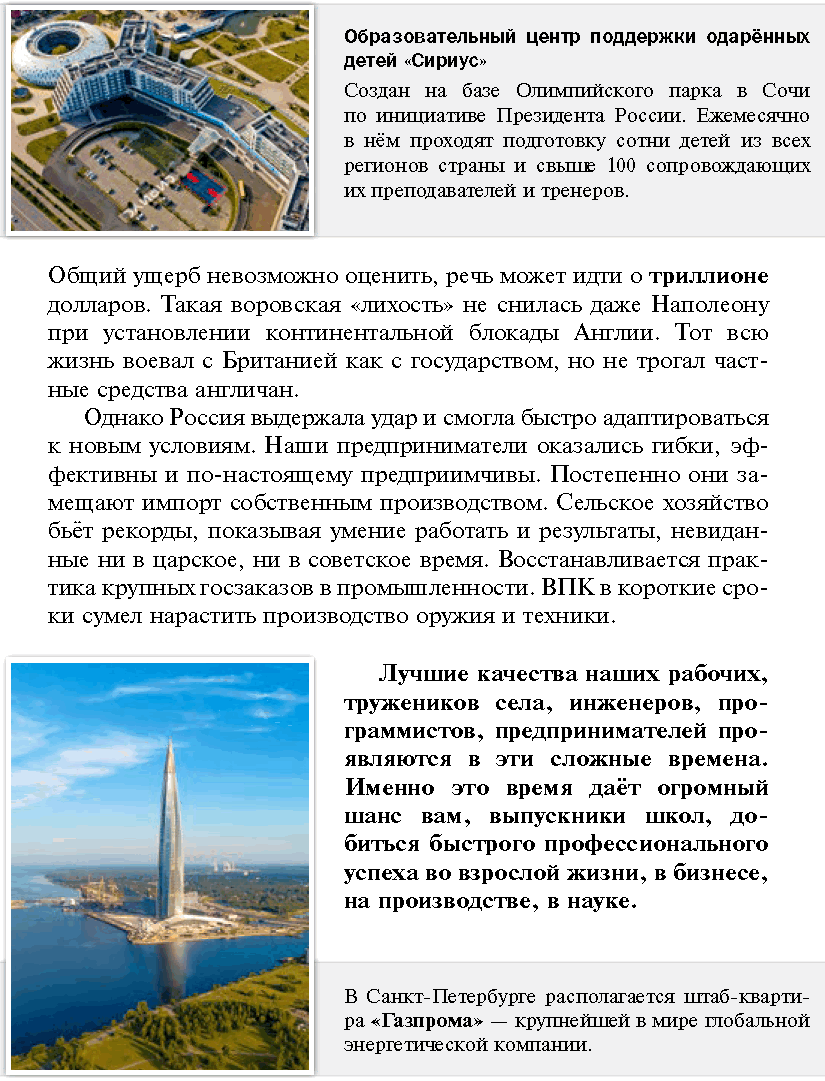 Образовательный центр поддержки одарённых
детей «Сириус»
Создан на базе Олимпийского парка в Сочи
по инициативе Президента России. Ежемесячно
в нём проходят подготовку сотни детей из всех
регионов страны и свыше 100 сопровождающих
их преподавателей и тренеров.
СИРИУС
Общий ущерб невозможно оценить, речь может идти о триллионе
долларов. Такая воровская «лихость» не снилась даже Наполеону
при установлении континентальной блокады Англии. Тот всю
жизнь воевал с Британией как с государством, но не трогал част-
ные средства англичан.
Однако Россия выдержала удар и смогла быстро адаптироваться
к новым условиям. Наши предприниматели оказались гибки, эф-
фективны и по-настоящему предприимчивы. Постепенно они за-
мещают импорт собственным производством. Сельское хозяйство
бьёт рекорды, показывая умение работать и результаты, невидан-
ные ни в царское, ни в советское время. Восстанавливается прак-
тика крупных госзаказов в промышленности. ВПК в короткие сро-
ки сумел нарастить производство оружия и техники.
Лучшие качества наших рабочих,
тружеников села, инженеров, про-
граммистов, предпринимателей про-
являются в эти сложные времена.
Именно это время даёт огромный
шанс вам, выпускники школ, до-
биться быстрого профессионального
успеха во взрослой жизни, в бизнесе,
на производстве, в науке.
В Санкт-Петербурге располагается штаб-кварти-
ра «Газпрома» — крупнейшей в мире глобальной
энергетической компании.